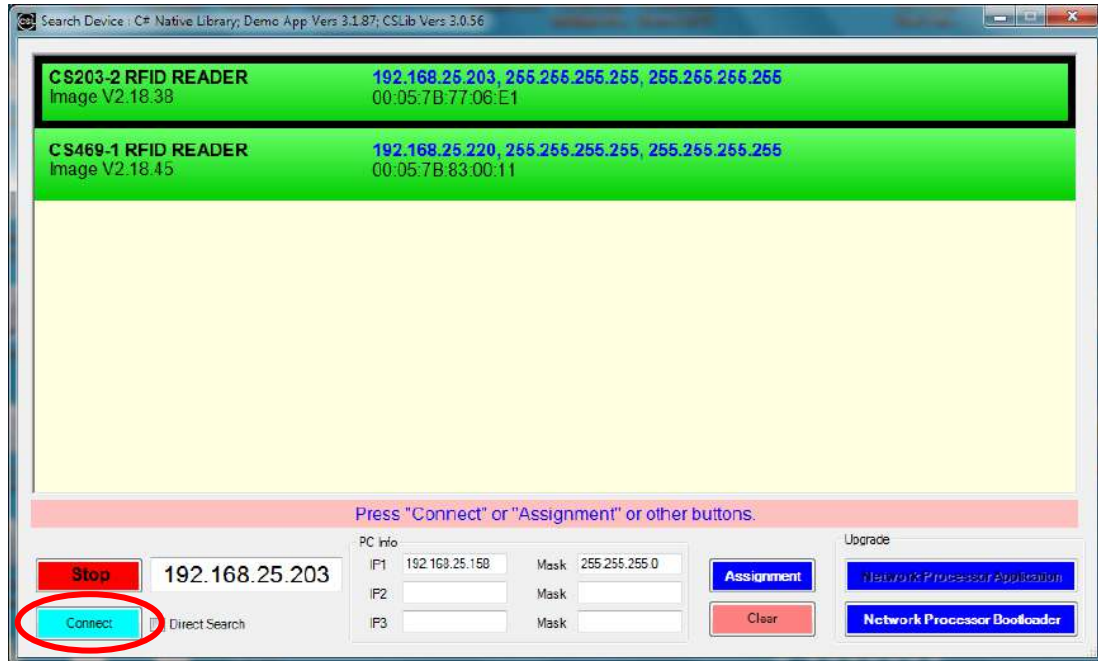 CSL Search Device : C# Native Library; Demo App Vers 3.1.87; CSLib Vers 3.0.56
CS203-2 RFID READER 192.168.25.203, 255.255.255.255, 255.255.255.255
Image V2.18.38 00:05:7B:77:06:E1
CS469-1 RFID READER 192.168.25.220, 255.255.255.255, 255.255.255.255
Image V2.18.45 00:05:7B:83:00:11
Press "Connect" or "Assignment" or other buttons.
PC Info Upgrade
Stop 192.168.25.203 IP1 192.168.25.158 Mask 255.255.255.0 Assignment Network Processor Application
IP2 Mask
Connect Direct Search IP3 Mask Clear Network Processor Bootloader